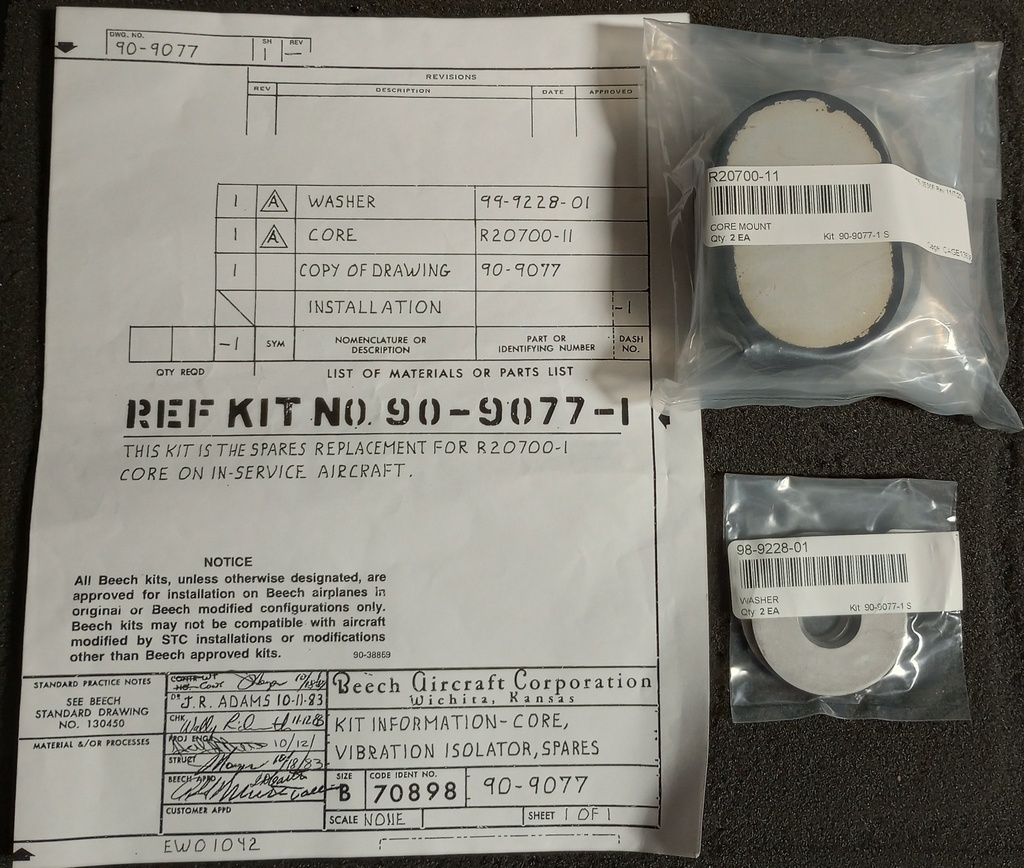 DWG. NO.
90-9077
SH
1
REV
-
REVISIONS
REV DESCRIPTION DATE APPROVED
1 A WASHER 99-9228-01
1 A CORE R20700-11
1 COPY OF DRAWING 90-9077
INSTALLATION -1
-1 SYM NOMENCLATURE OR DESCRIPTION PART OR IDENTIFYING NUMBER DASH NO.
QTY REQD LIST OF MATERIALS OR PARTS LIST
REF KIT NO. 90-9077-1
THIS KIT IS THE SPARES REPLACEMENT FOR R20700-1
CORE ON IN-SERVICE AIRCRAFT.
NOTICE
All Beech kits, unless otherwise designated, are
approved for installation on Beech airplanes in
original or Beech modified configurations only.
Beech kits may not be compatible with aircraft
modified by STC installations or modifications
other than Beech approved kits.
90-38859
STANDARD PRACTICE NOTES
SEE BEECH
STANDARD DRAWING
NO. 130450
MATERIAL &/OR PROCESSES
DR J.R. ADAMS 10-11-83
CHK
PROJ ENGR 10/12/
STRUCT 10/18/83
BEECH APPD
CUSTOMER APPD
Beech Aircraft Corporation
Wichita, Kansas
KIT INFORMATION-CORE,
VIBRATION ISOLATOR, SPARES
SIZE
B
CODE IDENT NO.
70898
90-9077
SCALE NONE
SHEET 1 OF 1
EWO1042
R20700-11
CORE MOUNT
Qty 2 EA Kit 90-9077-1 S
98-9228-01
WASHER
Qty 2 EA Kit 90-9077-1 S